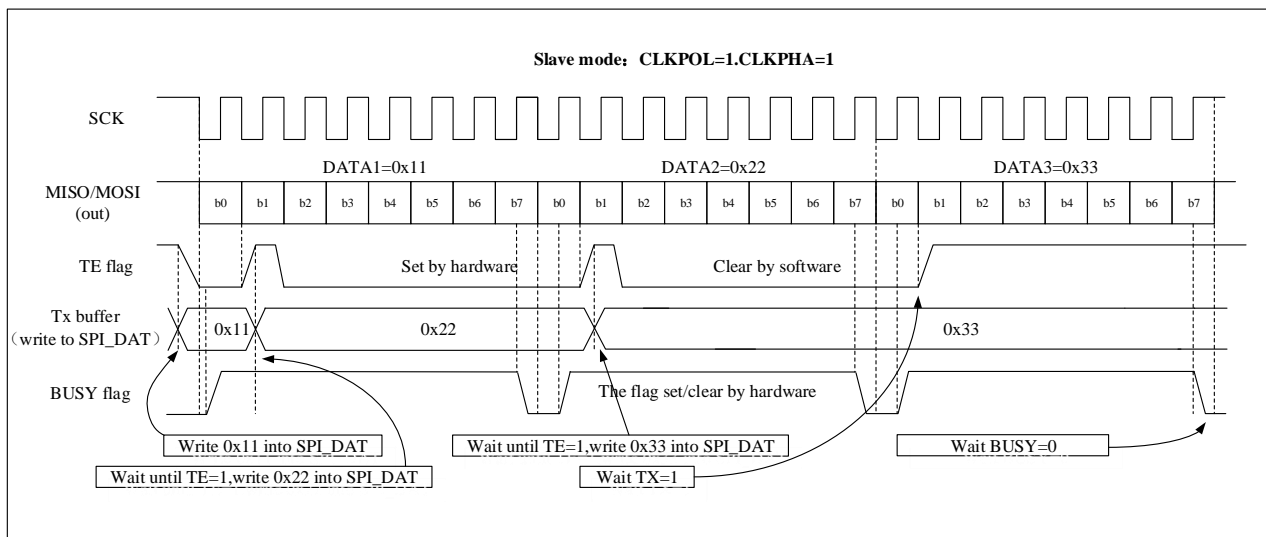 Slave mode：CLKPOL=1.CLKPHA=1
SCK
DATA1=0x11 DATA2=0x22 DATA3=0x33
MISO/MOSI
(out)
b0 b1 b2 b3 b4 b5 b6 b7 b0 b1 b2 b3 b4 b5 b6 b7 b0 b1 b2 b3 b4 b5 b6 b7
TE flag Set by hardware Clear by software
Tx buffer
（write to SPI_DAT）
0x11 0x22 0x33
BUSY flag The flag set/clear by hardware
Write 0x11 into SPI_DAT Wait until TE=1,write 0x33 into SPI_DAT Wait BUSY=0
Wait until TE=1,write 0x22 into SPI_DAT Wait TX=1